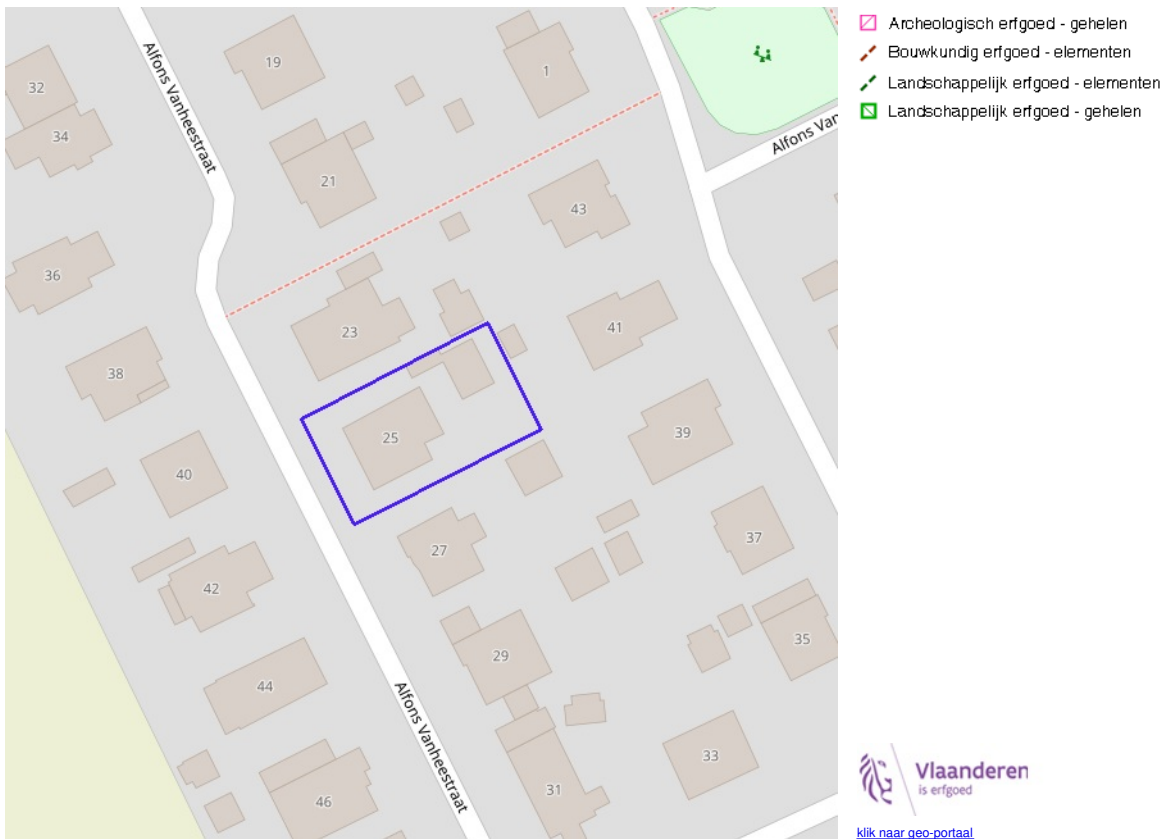 Archeologisch erfgoed - gehelen
Bouwkundig erfgoed - elementen
Landschappelijk erfgoed - elementen
Landschappelijk erfgoed - gehelen
Alfons Vanheestraat
Alfons Van
19
1
32
34
21
43
36
23
41
38
25
39
40
27
37
42
29
35
44
Alfons Vanheestraat
33
31
46
Vlaanderen
is erfgoed
klik naar geo-portaal